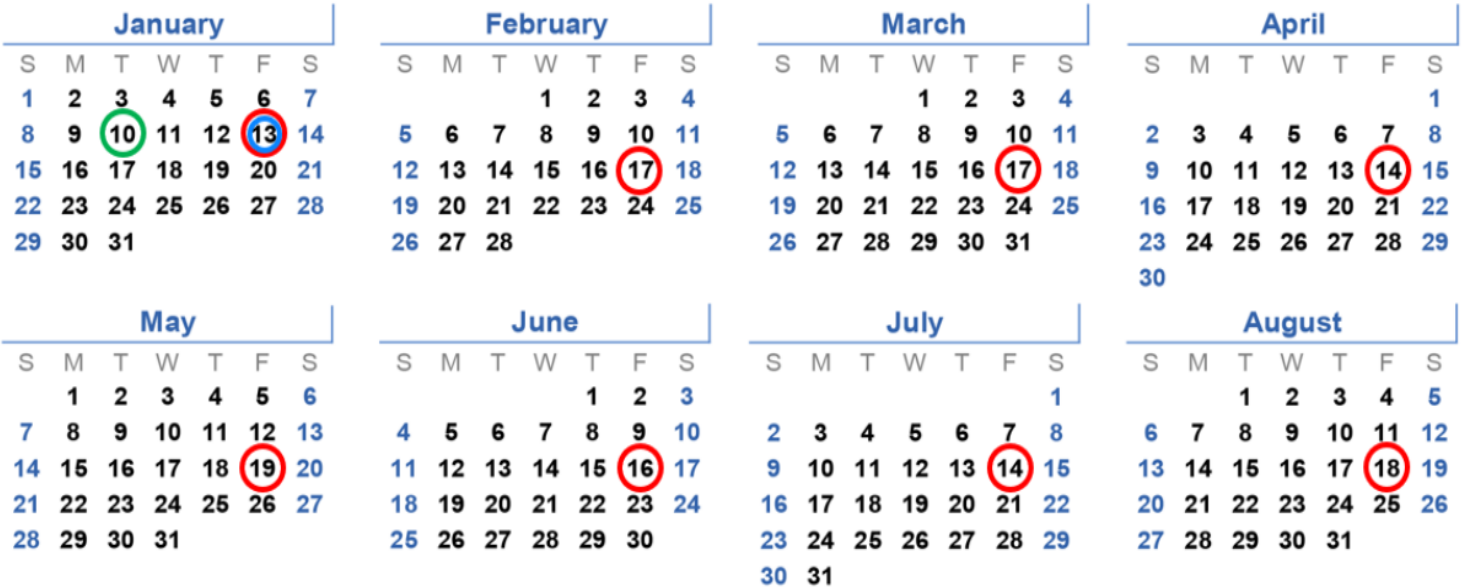 January February March April
S M T W T F S S M T W T F S S M T W T F S S M T W T F S
1 2 3 4 5 6 7 1 2 3 4 1 2 3 4 1
8 9 10 11 12 13 14 5 6 7 8 9 10 11 5 6 7 8 9 10 11 2 3 4 5 6 7 8
15 16 17 18 19 20 21 12 13 14 15 16 17 18 12 13 14 15 16 17 18 9 10 11 12 13 14 15
22 23 24 25 26 27 28 19 20 21 22 23 24 25 19 20 21 22 23 24 25 16 17 18 19 20 21 22
29 30 31 26 27 28 26 27 28 29 30 31 23 24 25 26 27 28 29
30
May June July August
S M T W T F S S M T W T F S S M T W T F S S M T W T F S
1 2 3 4 5 6 1 2 3 1 1 2 3 4 5
7 8 9 10 11 12 13 4 5 6 7 8 9 10 2 3 4 5 6 7 8 6 7 8 9 10 11 12
14 15 16 17 18 19 20 11 12 13 14 15 16 17 9 10 11 12 13 14 15 13 14 15 16 17 18 19
21 22 23 24 25 26 27 18 19 20 21 22 23 24 16 17 18 19 20 21 22 20 21 22 23 24 25 26
28 29 30 31 25 26 27 28 29 30 23 24 25 26 27 28 29 27 28 29 30 31
30 31